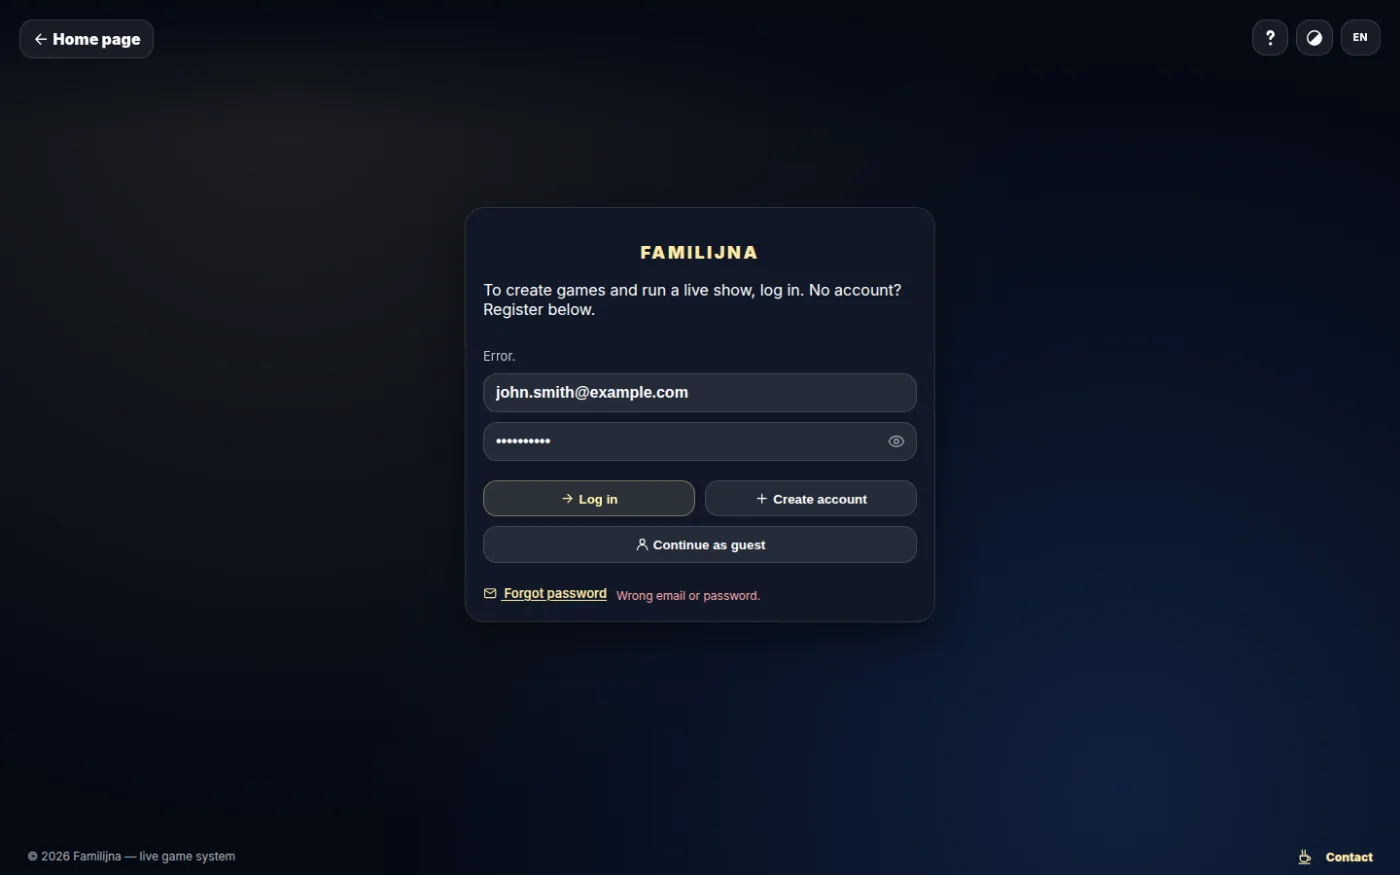 Home page
?
EN
FAMILIJNA
To create games and run a live show, log in. No account?
Register below.
Error.
john.smith@example.com
••••••••••
Log in
Create account
Continue as guest
Forgot password
Wrong email or password.
© 2026 Familijna — live game system
Contact